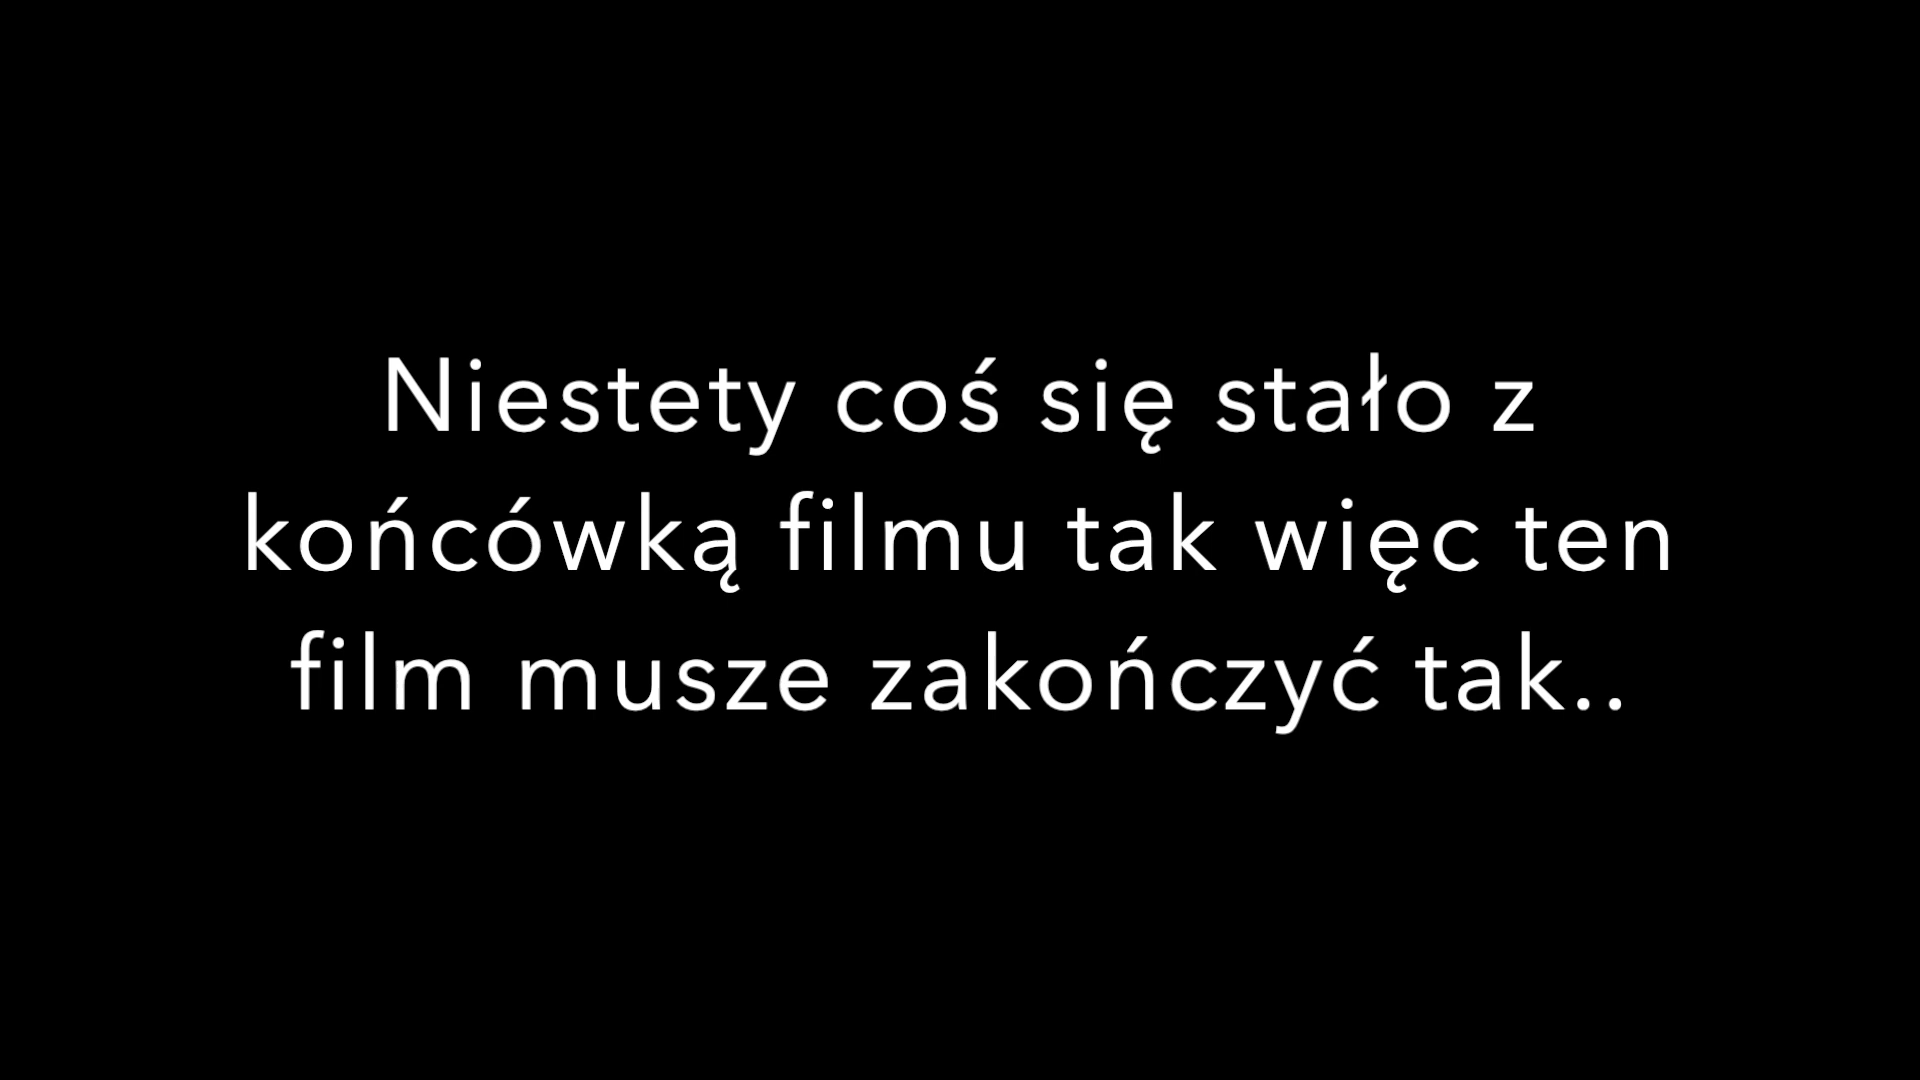 Niestety coś się stało z
końcówką filmu tak więc ten
film musze zakończyć tak..